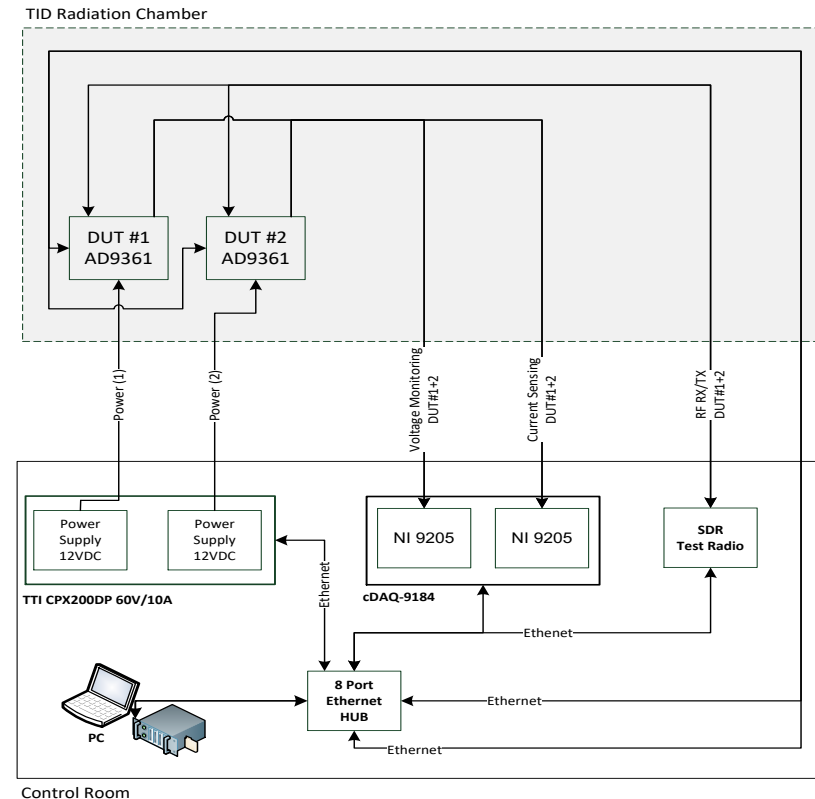 TID Radiation Chamber
DUT #1
AD9361
DUT #2
AD9361
Power (1)
Power (2)
Voltage Monitoring
DUT#1+2
Current Sensing
DUT#1+2
RF RX/TX
DUT#1+2
Power
Supply
12VDC
Power
Supply
12VDC
TTI CPX200DP 60V/10A
NI 9205
NI 9205
cDAQ-9184
SDR
Test Radio
Ethernet
Ethenet
8 Port
Ethernet
HUB
Ethernet
Ethernet
PC
Control Room